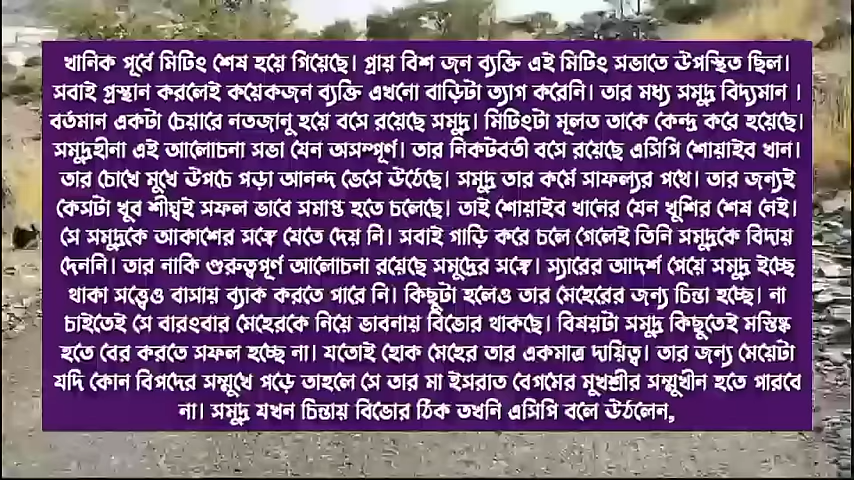 খানিক পূর্বে মিটিং শেষ হয়ে গিয়েছে। প্রায় বিশ জন ব্যক্তি এই মিটিং সভাতে উপস্থিত ছিল।
সবাই প্রস্থান করলেই কয়েকজন ব্যক্তি এখনো বাড়িটা ত্যাগ করেনি। তার মধ্য সমুদ্র বিদ্যমান ।
বর্তমান একটা চেয়ারে নতজানু হয়ে বসে রয়েছে সমুদ্র। মিটিংটা মূলত তাকে কেন্দ্র করে হয়েছে।
সমুদ্রহীনা এই আলোচনা সভা যেন অসম্পূর্ণ। তার নিকটবর্তী বসে রয়েছে এসিপি শোয়াইব খান।
তার চোখে মুখে উপচে পড়া আনন্দ ভেসে উঠেছে। সমুদ্র তার কর্মে সাফল্যর পথে। তার জন্যই
কেসটা খুব শীঘ্রই সফল ভাবে সমাপ্ত হতে চলেছে। তাই শোয়াইব খানের যেন খূশির শেষ নেই।
সে সমুদ্রকে আকাশের সঙ্গে যেতে দেয় নি। সবাই গাড়ি করে চলে গেলেই তিনি সমুদ্রকে বিদায়
দেননি। তার নাকি গুরুত্বপূর্ণ আলোচনা রয়েছে সমুদ্রের সঙ্গে। স্যারের আদর্শ পেয়ে সমুদ্র ইচ্ছে
থাকা সত্ত্বেও বাসায় ব্যাক করতে পারে নি। কিছুটা হলেও তার মেহেরের জন্য চিন্তা হচ্ছে। না
চাইতেই সে বারংবার মেহেরকে নিয়ে ভাবনায় বিভোর থাকছে। বিষয়টা সমুদ্র কিছুতেই মস্তিষ্ক
হতে বের করতে সফল হচ্ছে না। যতোই হোক মেহের তার একমাত্র দায়িত্ব। তার জন্য মেয়েটা
যদি কোন বিপদের সম্মুখে পড়ে তাহলে সে তার মা ইসরাত বেগমের মুখশ্রীর সম্মুখীন হতে পারবে
না। সমুদ্র যখন চিন্তায় বিভোর ঠিক তখনি এসিপি বলে উঠলেন,